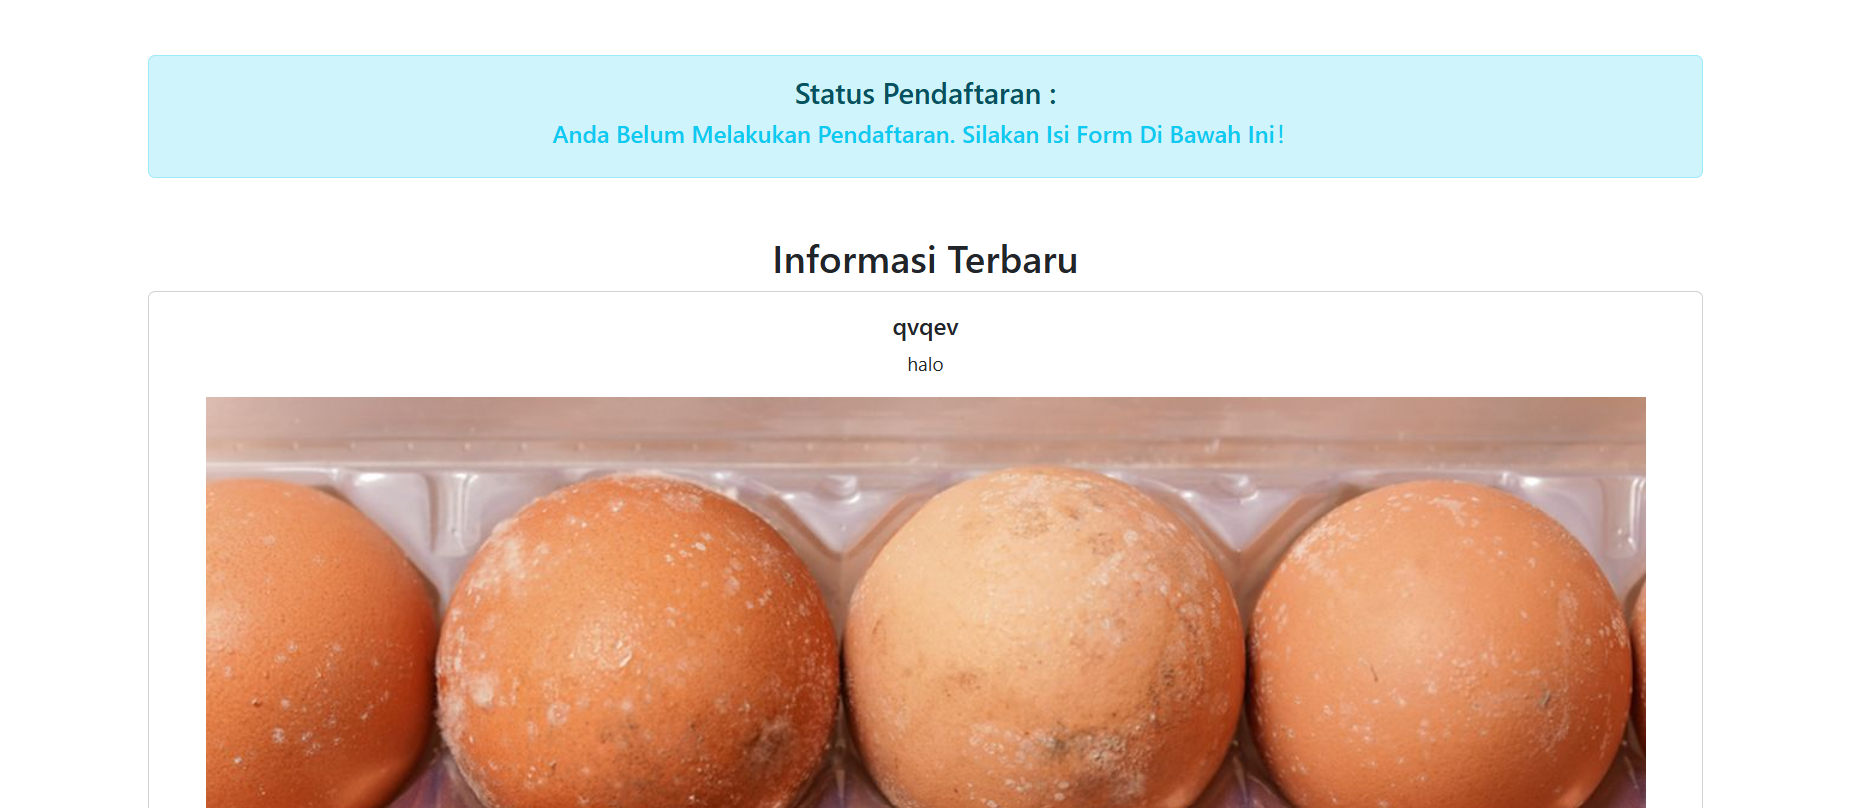 Status Pendaftaran :
Anda Belum Melakukan Pendaftaran. Silakan Isi Form Di Bawah Ini!
Informasi Terbaru
qvqev
halo